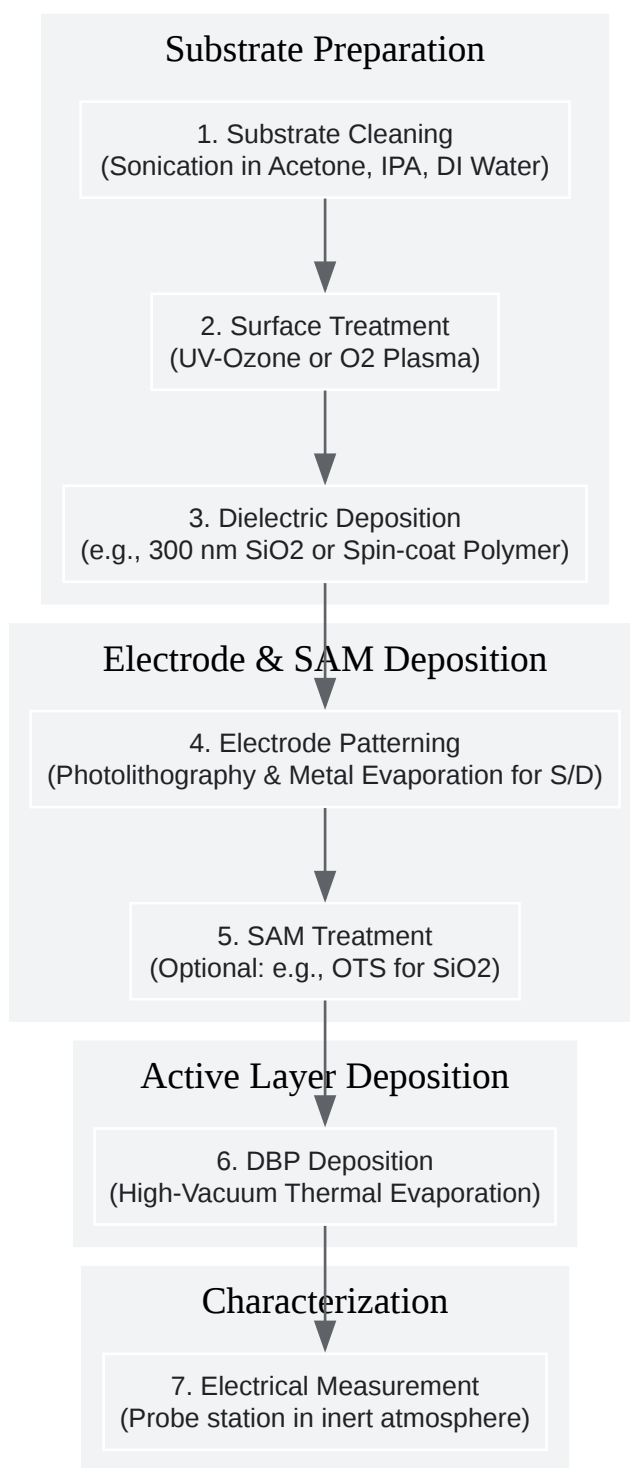 Substrate Preparation
1. Substrate Cleaning
(Sonication in Acetone, IPA, DI Water)
2. Surface Treatment
(UV-Ozone or O2 Plasma)
3. Dielectric Deposition
(e.g., 300 nm SiO2 or Spin-coat Polymer)
Electrode & SAM Deposition
4. Electrode Patterning
(Photolithography & Metal Evaporation for S/D)
5. SAM Treatment
(Optional: e.g., OTS for SiO2)
Active Layer Deposition
6. DBP Deposition
(High-Vacuum Thermal Evaporation)
Characterization
7. Electrical Measurement
(Probe station in inert atmosphere)